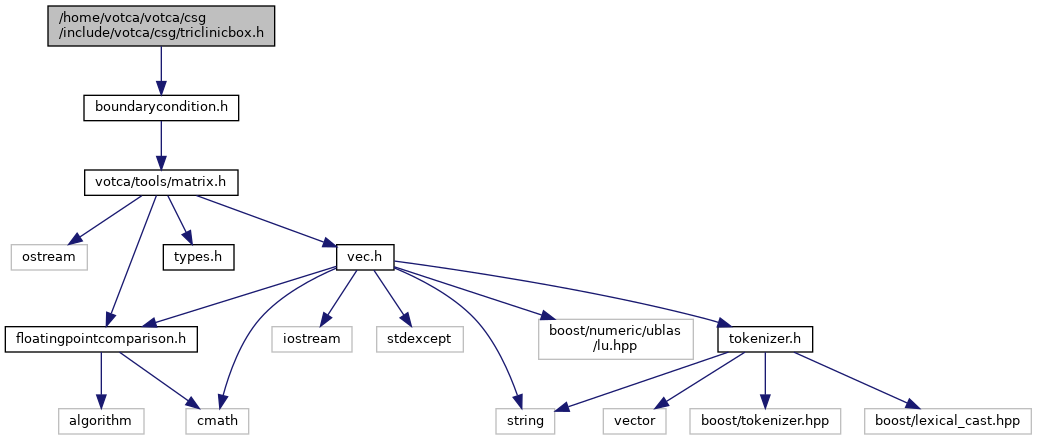 /home/votca/votca/csg
/include/votca/csg/triclinicbox.h
boundarycondition.h
votca/tools/matrix.h
ostream
types.h
vec.h
floatingpointcomparison.h
iostream
stdexcept
boost/numeric/ublas
/lu.hpp
tokenizer.h
algorithm
cmath
string
vector
boost/tokenizer.hpp
boost/lexical_cast.hpp